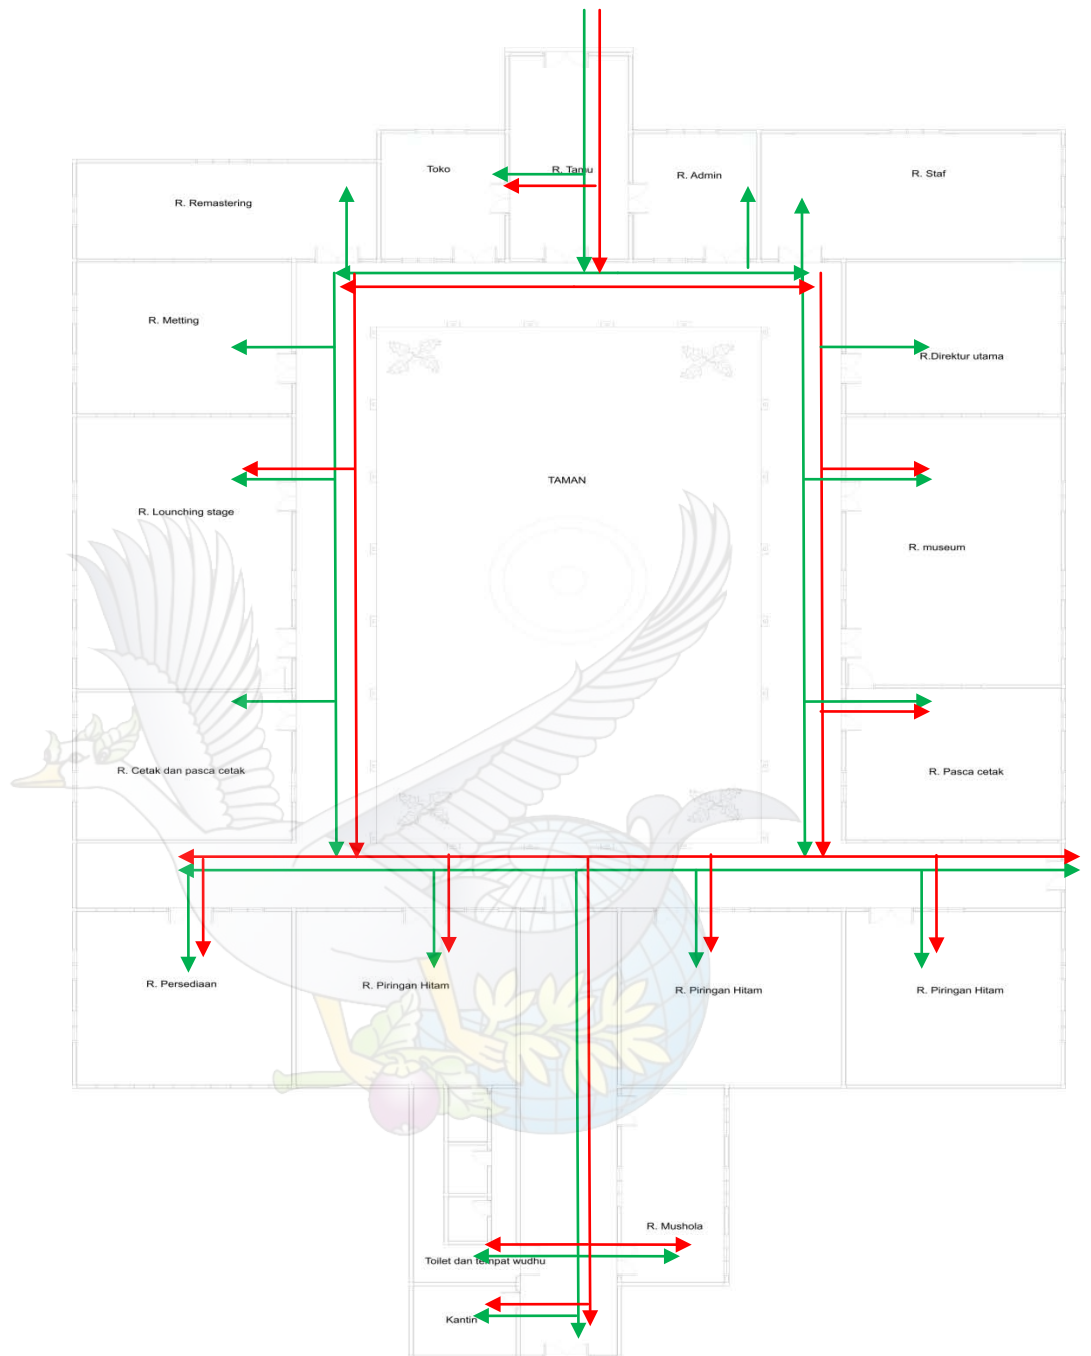 Toko
R. Tamu
R. Admin
R. Staf
R. Remastering
R. Metting
R.Direktur utama
TAMAN
R. Lounching stage
R. museum
R. Cetak dan pasca cetak
R. Pasca cetak
R. Persediaan
R. Piringan Hitam
R. Piringan Hitam
R. Piringan Hitam
R. Mushola
Toilet dan tempat wudhu
Kantin